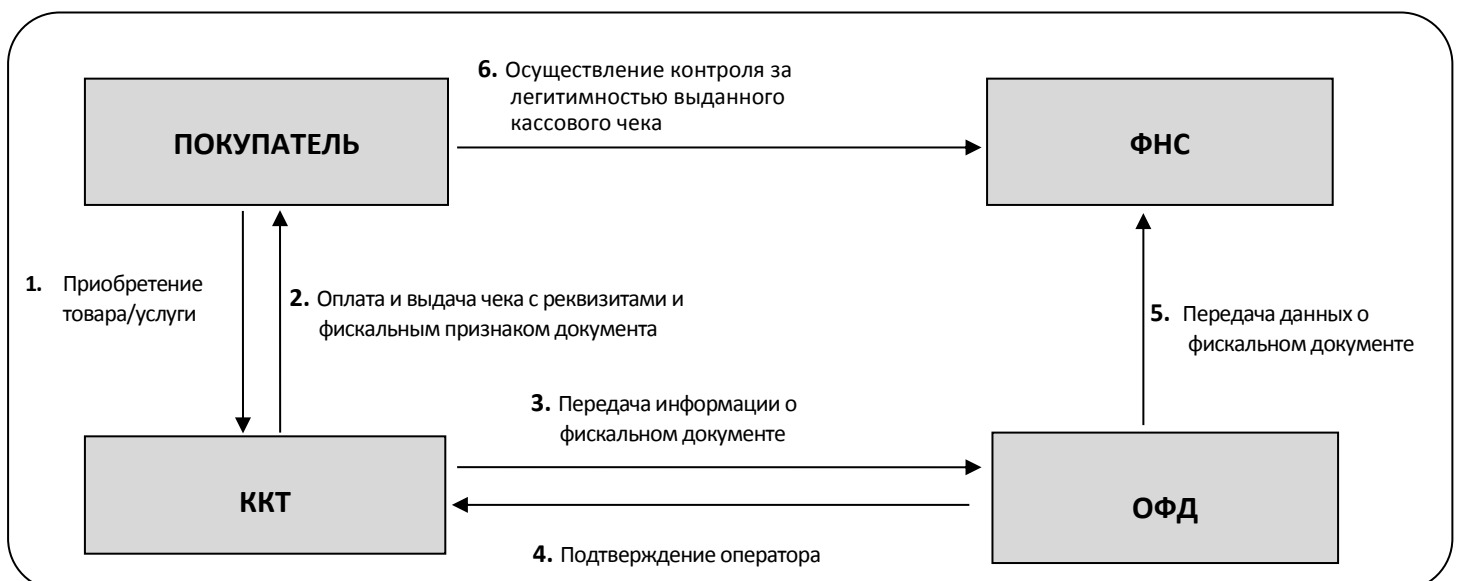 6. Осуществление контроля за
легитимностью выданного
кассового чека
ПОКУПАТЕЛЬ
ФНС
1. Приобретение
товара/услуги
2. Оплата и выдача чека с реквизитами и
фискальным признаком документа
5. Передача данных о
фискальном документе
3. Передача информации о
фискальном документе
ККТ
ОФД
4. Подтверждение оператора